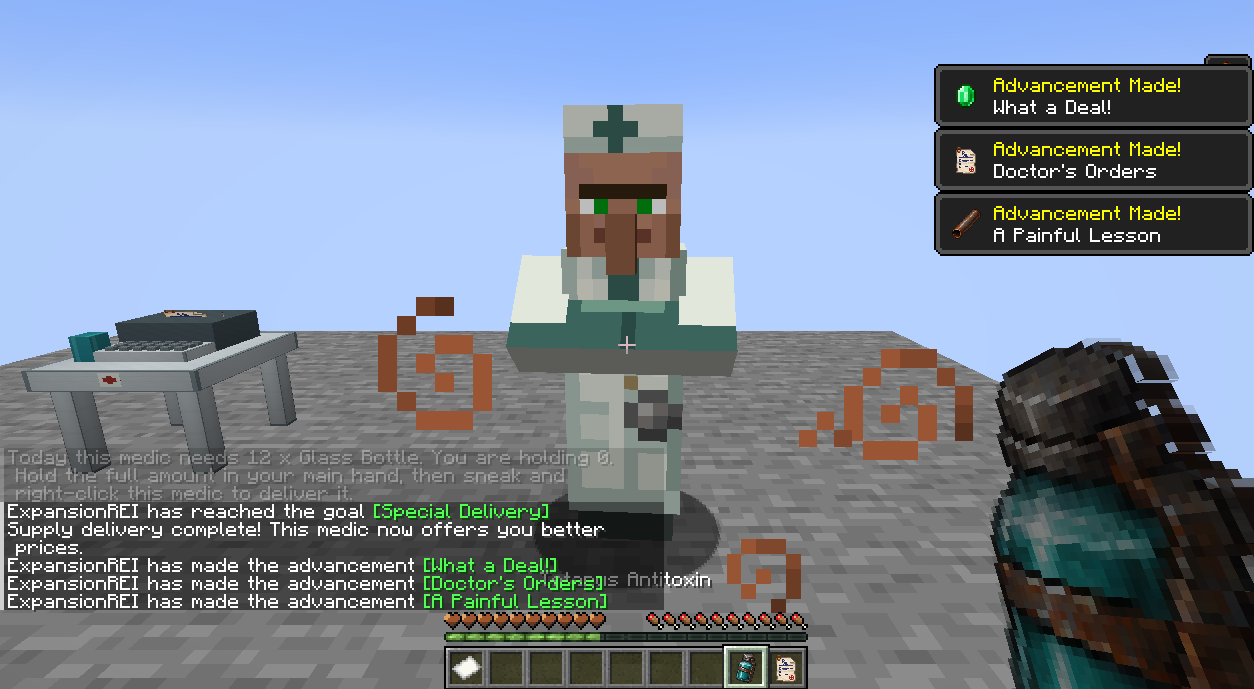 Advancement Made!
What a Deal!
Advancement Made!
Doctor's Orders
Advancement Made!
A Painful Lesson
Today this medic needs 12 x Glass Bottle. You are holding 0.
Hold the full amount in your main hand, then sneak and
right-click this medic to deliver it.
ExpansionREI has reached the goal [Special Delivery]
Supply delivery complete! This medic now offers you better
prices.
ExpansionREI has made the advancement [What a Deal!]
ExpansionREI has made the advancement [Doctor's Orders]
Antitoxin
ExpansionREI has made the advancement [A Painful Lesson]